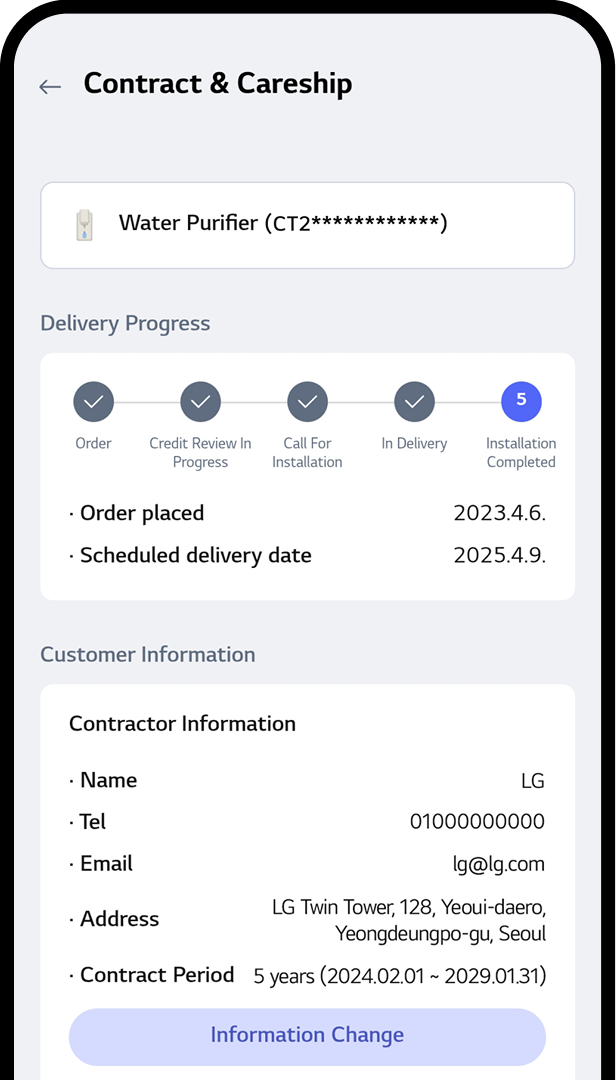 ← Contract & Careship
Water Purifier (CT2************)
Delivery Progress
5
Order
Credit Review In
Progress
Call For
Installation
In Delivery
Installation
Completed
· Order placed 2023.4.6.
· Scheduled delivery date 2025.4.9.
Customer Information
Contractor Information
· Name LG
· Tel 01000000000
· Email lg@lg.com
· Address LG Twin Tower, 128, Yeoui-daero,
Yeongdeungpo-gu, Seoul
· Contract Period 5 years (2024.02.01 ~ 2029.01.31)
Information Change